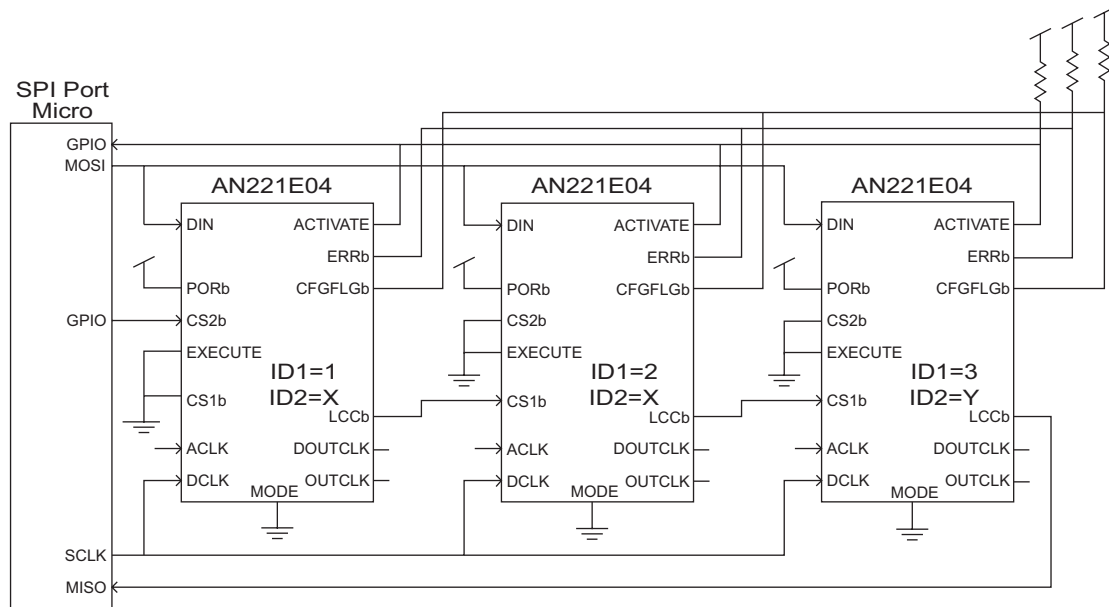 SPI Port
Micro
GPIO
MOSI
GPIO
SCLK
MISO
AN221E04
DIN
ACTIVATE
ERRb
PORb
CFGFLGb
CS2b
EXECUTE
ID1=1
ID2=X
CS1b
LCCb
ACLK
DOUTCLK
DCLK
OUTCLK
MODE
AN221E04
DIN
ACTIVATE
ERRb
PORb
CFGFLGb
CS2b
EXECUTE
ID1=2
ID2=X
CS1b
LCCb
ACLK
DOUTCLK
DCLK
OUTCLK
MODE
AN221E04
DIN
ACTIVATE
ERRb
PORb
CFGFLGb
CS2b
EXECUTE
ID1=3
ID2=Y
CS1b
LCCb
ACLK
DOUTCLK
DCLK
OUTCLK
MODE